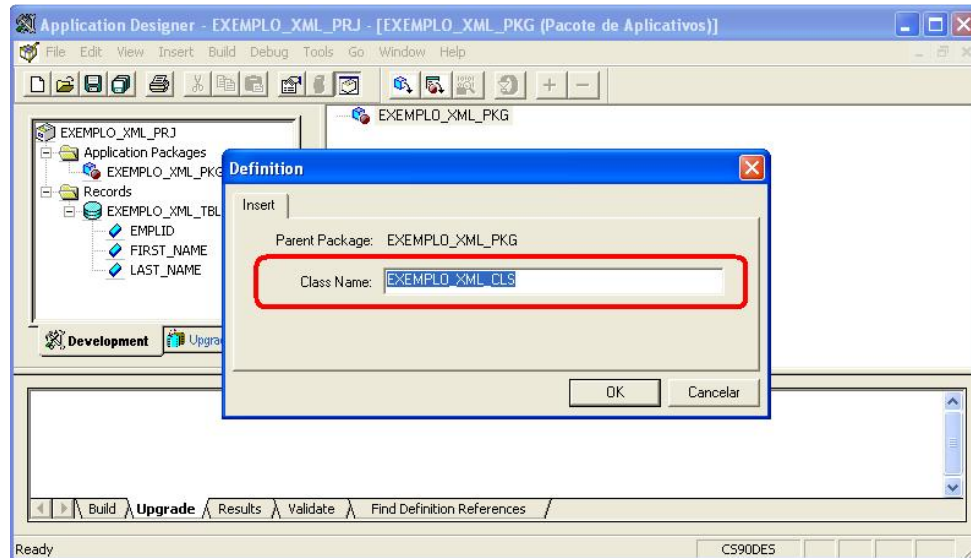 Application Designer - EXEMPLO_XML_PRJ - [EXEMPLO_XML_PKG (Pacote de Aplicativos)]
File Edit View Insert Build Debug Tools Go Window Help
EXEMPLO_XML_PRJ
Application Packages
EXEMPLO_XML_PKG
Records
EXEMPLO_XML_TBL
EMPLID
FIRST_NAME
LAST_NAME
Development
EXEMPLO_XML_PKG
Definition
Insert
Parent Package: EXEMPLO_XML_PKG
Class Name: EXEMPLO_XML_CLS
OK Cancelar
Build Upgrade Results Validate Find Definition References
Ready CS90DES